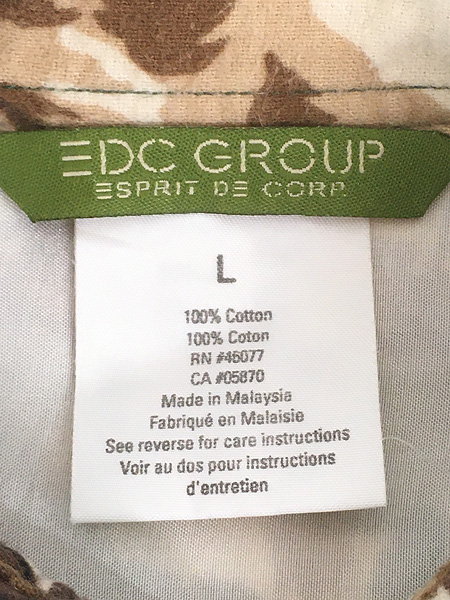 EDC GROUP
ESPRIT DE CORP.
L
100% Cotton
100% Coton
RN #46077
CA #05870
Made in Malaysia
Fabriqué en Malaisie
See reverse for care instructions
Voir au dos pour instructions
d'entretien